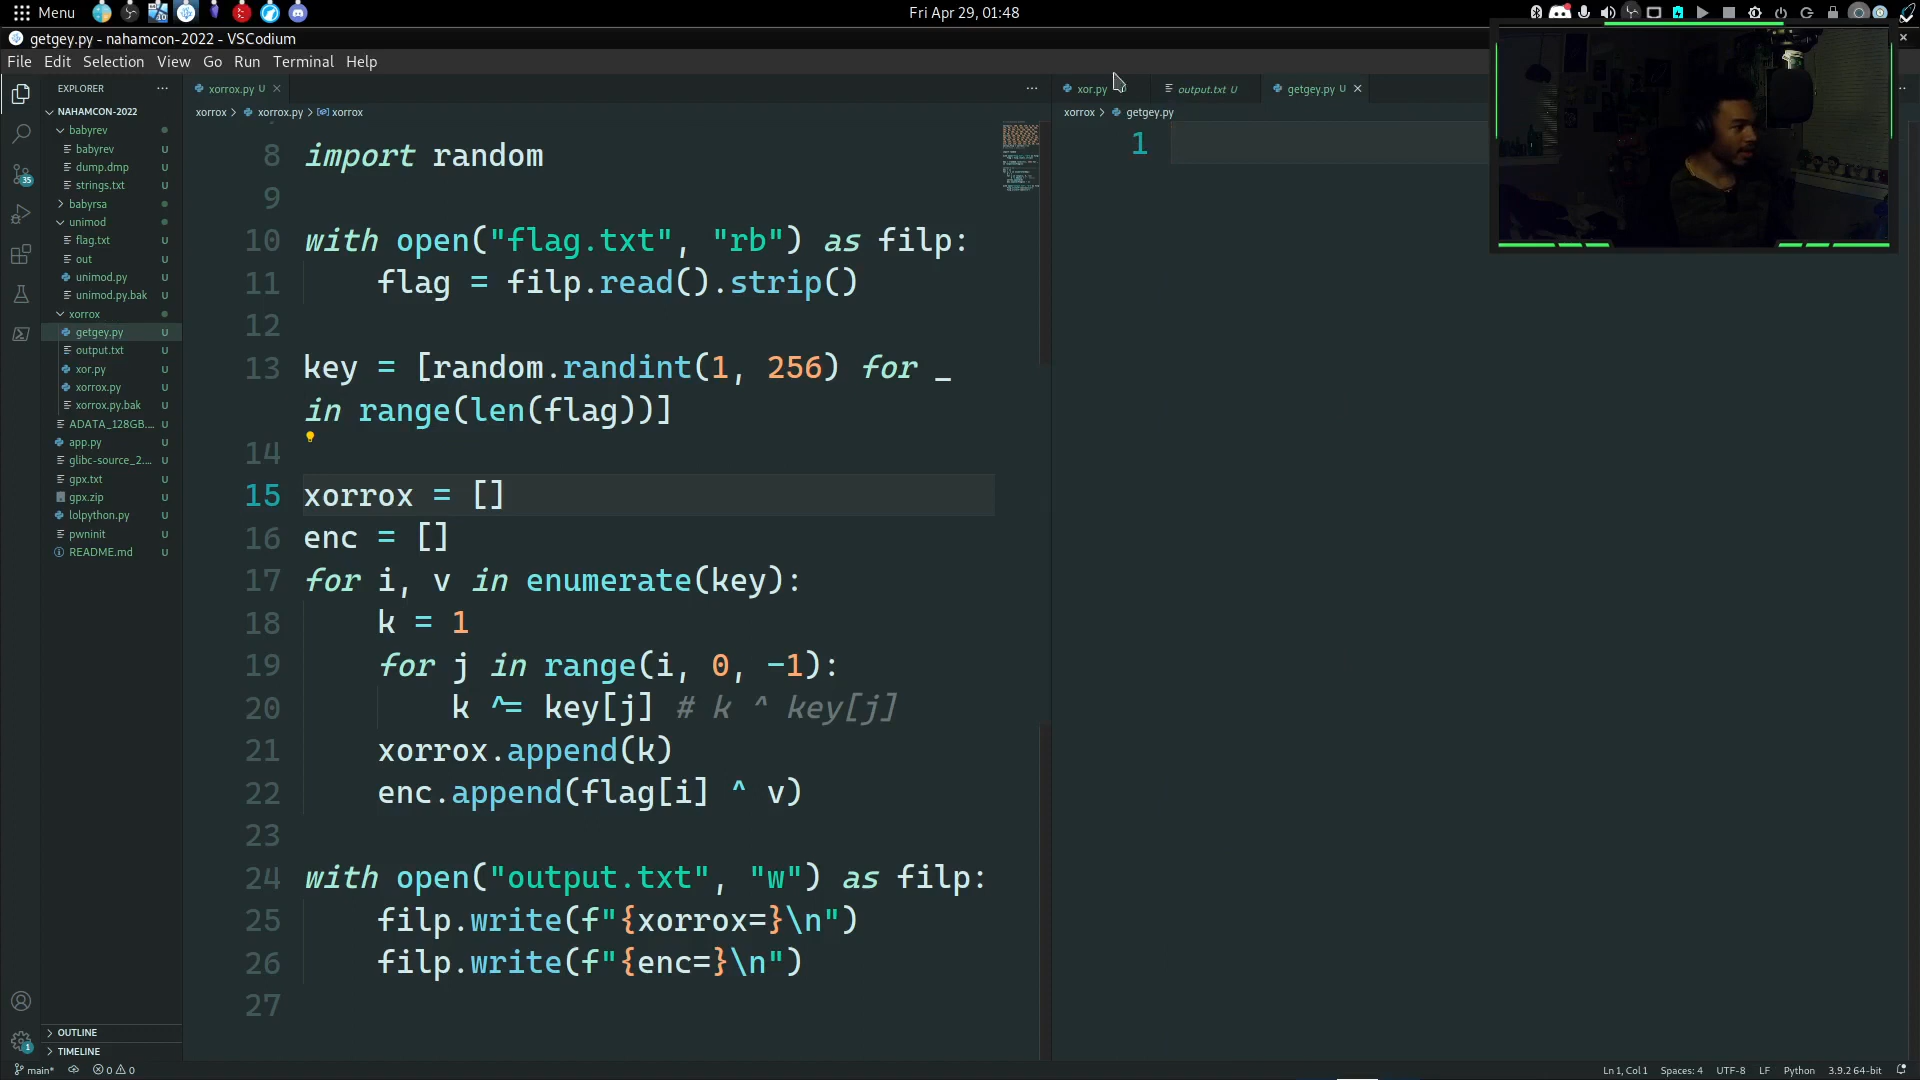 Menu
Fri Apr 29, 01:48
getgey.py - nahamcon-2022 - VSCodium
File Edit Selection View Go Run Terminal Help
EXPLORER
NAHAMCON-2022
babyrev
babyrev U
dump.dmp U
strings.txt U
babyrsa
unimod
flag.txt U
out U
unimod.py U
unimod.py.bak U
xorrox
getgey.py U
output.txt U
xor.py U
xorrox.py U
xorrox.py.bak U
ADATA_128GB.... U
app.py U
glibc-source_2.... U
gpx.txt U
gpx.zip U
lolpython.py U
pwninit U
README.md U
OUTLINE
TIMELINE
35
1
xorrox.py U
xorrox > xorrox.py > xorrox
8 import random
9
10 with open("flag.txt", "rb") as filp:
11 flag = filp.read().strip()
12
13 key = [random.randint(1, 256) for _
in range(len(flag))]
14
15 xorrox = []
16 enc = []
17 for i, v in enumerate(key):
18 k = 1
19 for j in range(i, 0, -1):
20 k ^= key[j] # k ^ key[j]
21 xorrox.append(k)
22 enc.append(flag[i] ^ v)
23
24 with open("output.txt", "w") as filp:
25 filp.write(f"{xorrox=}\n")
26 filp.write(f"{enc=}\n")
27
xor.py output.txt U getgey.py U
xorrox > getgey.py
1
main* 0 0
Ln 1, Col 1 Spaces: 4 UTF-8 LF Python 3.9.2 64-bit